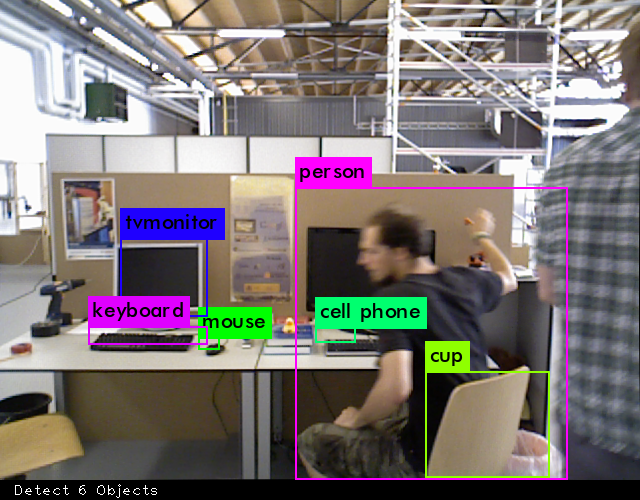 person
tvmonitor
keyboard
mouse
cell phone
cup
Detect 6 Objects